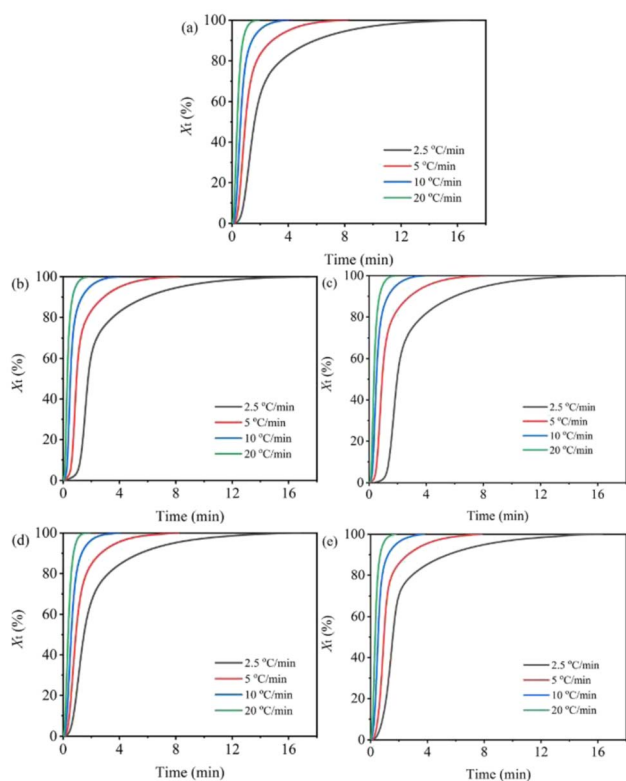 (a)
100
80
60
40
20
0
Xt (%)
2.5 °C/min
5 °C/min
10 °C/min
20 °C/min
0 4 8 12 16
Time (min)
(b)
100
80
60
40
20
0
Xt (%)
2.5 °C/min
5 °C/min
10 °C/min
20 °C/min
0 4 8 12 16
Time (min)
(c)
100
80
60
40
20
0
Xt (%)
2.5 °C/min
5 °C/min
10 °C/min
20 °C/min
0 4 8 12 16
Time (min)
(d)
100
80
60
40
20
0
Xt (%)
2.5 °C/min
5 °C/min
10 °C/min
20 °C/min
0 4 8 12 16
Time (min)
(e)
100
80
60
40
20
0
Xt (%)
2.5 °C/min
5 °C/min
10 °C/min
20 °C/min
0 4 8 12 16
Time (min)